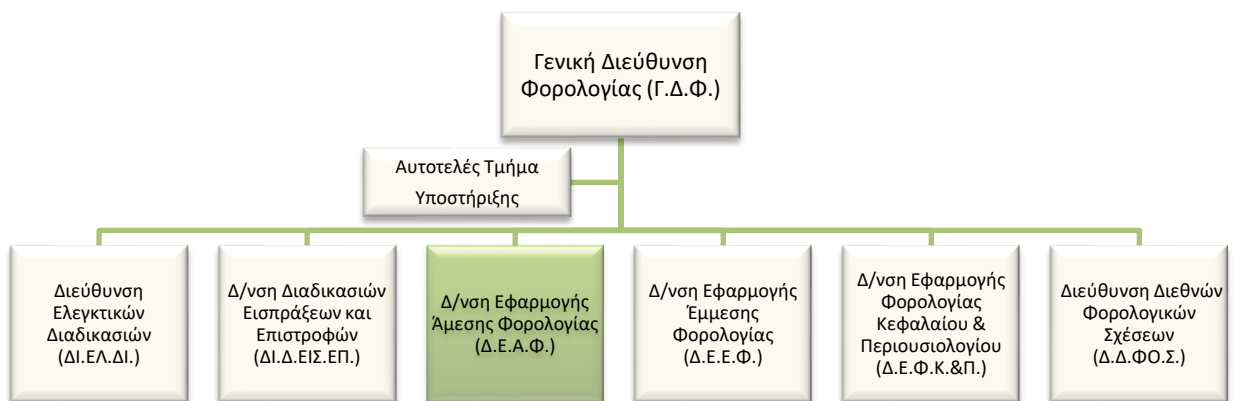 Γενική Διεύθυνση
Φορολογίας (Γ.Δ.Φ.)
Αυτοτελές Τμήμα
Υποστήριξης
Διεύθυνση
Ελεγκτικών
Διαδικασιών
(ΔΙ.ΕΛ.ΔΙ.)
Δ/νση Διαδικασιών
Εισπράξεων και
Επιστροφών
(ΔΙ.Δ.ΕΙΣ.ΕΠ.)
Δ/νση Εφαρμογής
Άμεσης Φορολογίας
(Δ.Ε.Α.Φ.)
Δ/νση Εφαρμογής
Έμμεσης
Φορολογίας
(Δ.Ε.Ε.Φ.)
Δ/νση Εφαρμογής
Φορολογίας
Κεφαλαίου &
Περιουσιολογίου
(Δ.Ε.Φ.Κ.&Π.)
Διεύθυνση Διεθνών
Φορολογικών
Σχέσεων
(Δ.Δ.ΦΟ.Σ.)